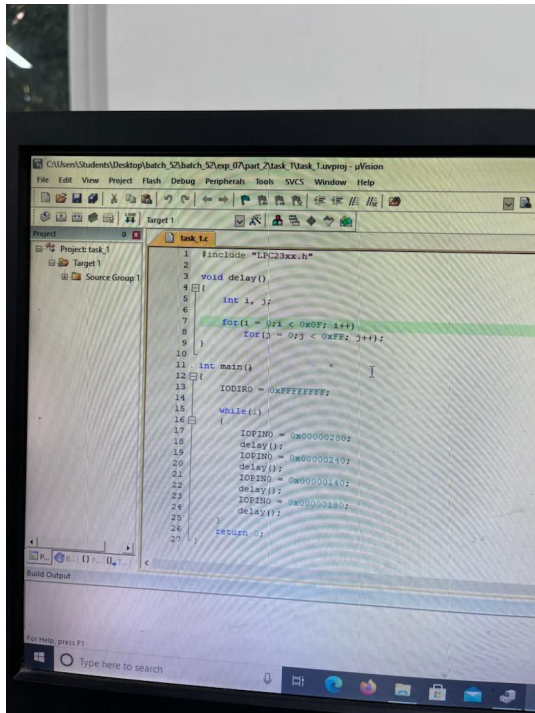 C:\Users\Students\Desktop\batch_52\batch_52\exp_07\part_2\task_1\task_1.uvproj - µVision
File Edit View Project Flash Debug Peripherals Tools SVCS Window Help
Target 1
Project
task_1.c
Project: task_1
Target 1
Source Group 1
1 #include "LPC23xx.h"
2
3 void delay()
4 {
5 int i, j;
6
7 for(i = 0;i < 0x0F; i++)
8 for(j = 0;j < 0xFF; j++);
9 }
10
11 int main()
12 {
13 IODIR0 = 0xFFFFFFFF;
14
15 while(1)
16 {
17 IOPIN0 = 0x00000280;
18 delay();
19 IOPIN0 = 0x00000240;
20 delay();
21 IOPIN0 = 0x00000140;
22 delay();
23 IOPIN0 = 0x00000180;
24 delay();
25 }
26 return 0;
27 }
P... B... {} F... 0. T...
Build Output
For Help, press F1
Type here to search